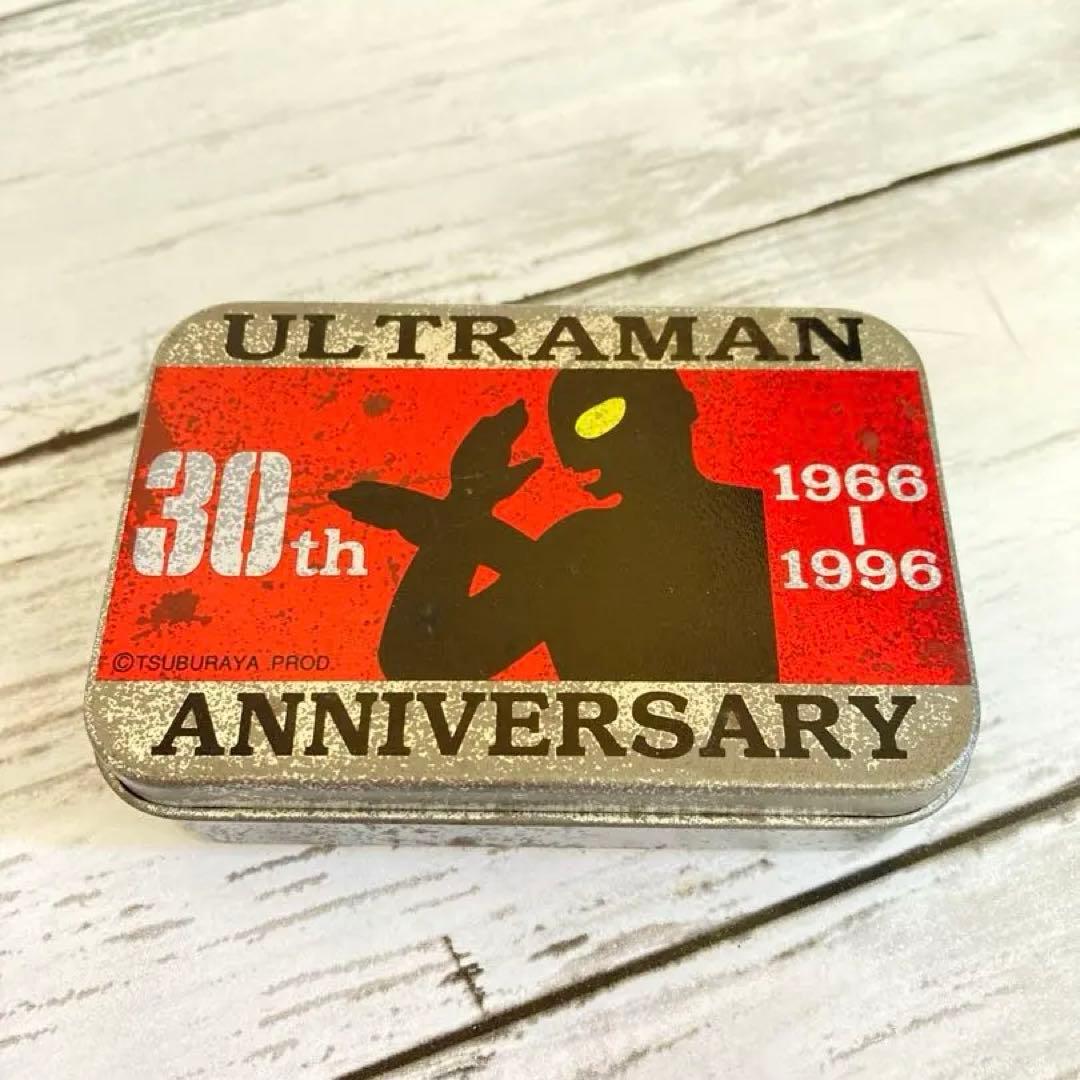 ULTRAMAN
30th
1966
|
1996
©TSUBURAYA PROD.
ANNIVERSARY